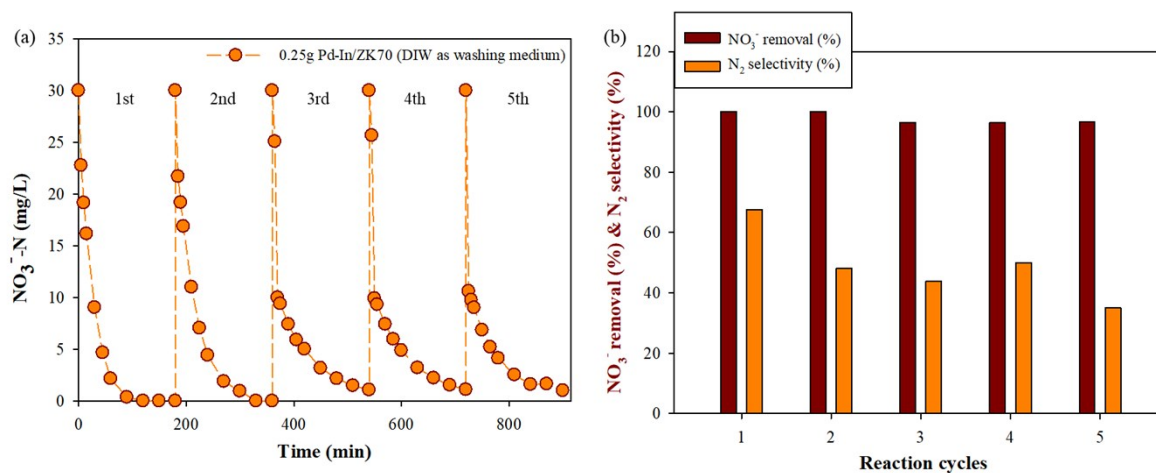 (a)
0.25g Pd-In/ZK70 (DIW as washing medium)
1st 2nd 3rd 4th 5th
NO₃⁻-N (mg/L)
35
30
25
20
15
10
5
0
0 200 400 600 800
Time (min)
(b)
NO₃⁻ removal (%)
N₂ selectivity (%)
NO₃⁻ removal (%) & N₂ selectivity (%)
120
100
80
60
40
20
0
1 2 3 4 5
Reaction cycles